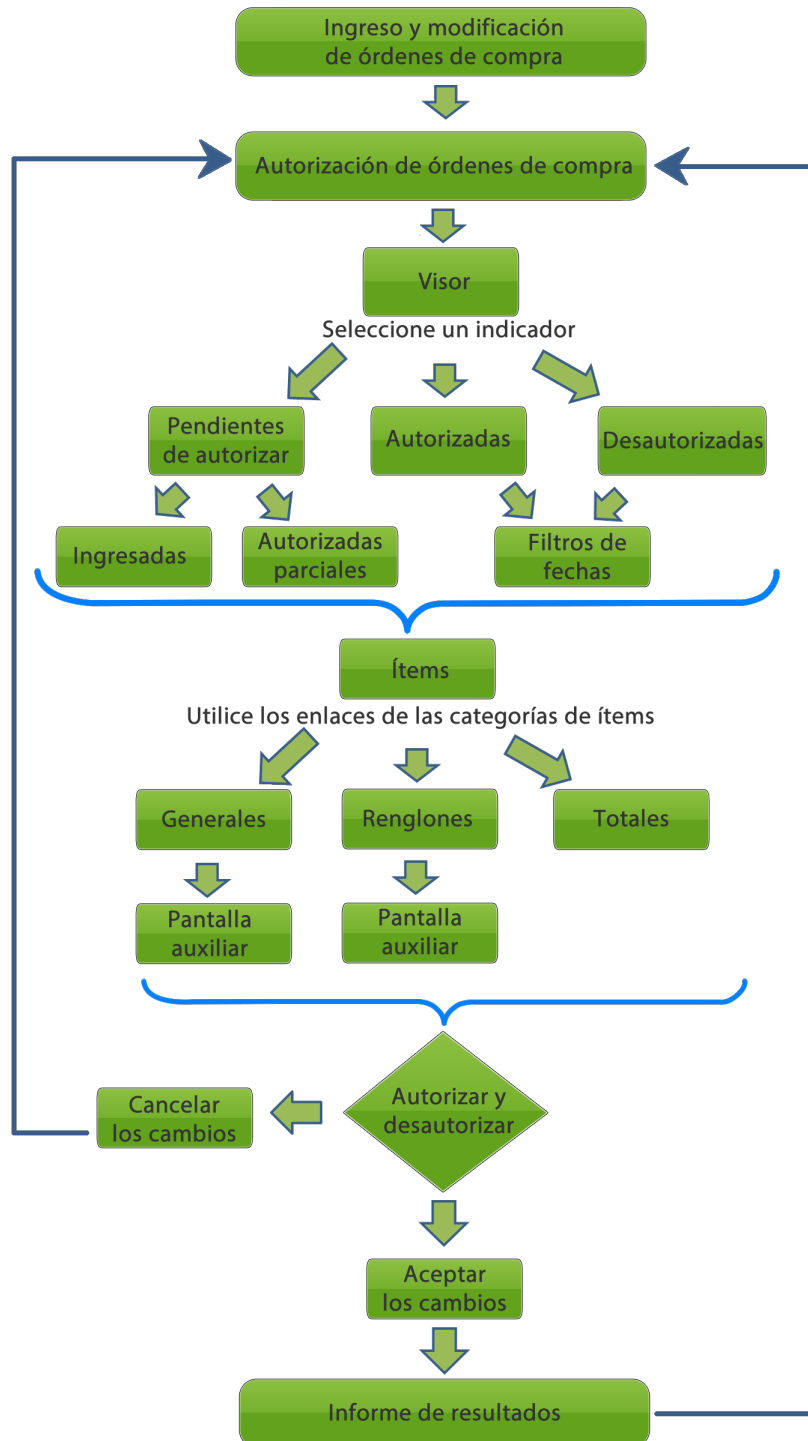 Ingreso y modificación
de órdenes de compra
Autorización de órdenes de compra
Visor
Seleccione un indicador
Pendientes
de autorizar
Autorizadas
Desautorizadas
Ingresadas
Autorizadas
parciales
Filtros de
fechas
Ítems
Utilice los enlaces de las categorías de ítems
Generales
Renglones
Totales
Pantalla
auxiliar
Pantalla
auxiliar
Autorizar y
desautorizar
Cancelar
los cambios
Aceptar
los cambios
Informe de resultados